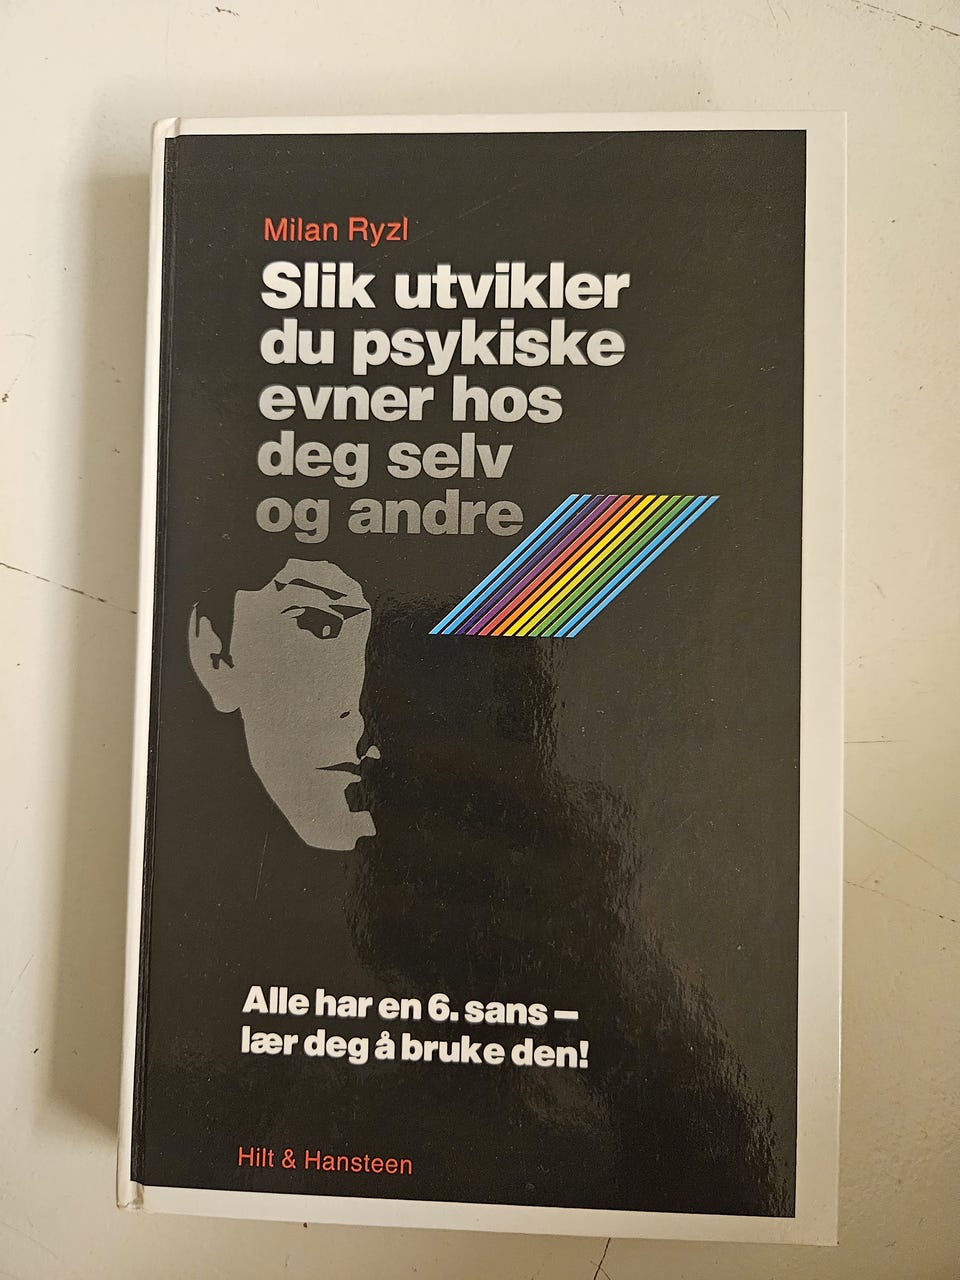 Milan Ryzl
Slik utvikler
du psykiske
evner hos
deg selv
og andre
Alle har en 6. sans –
lær deg å bruke den!
Hilt & Hansteen